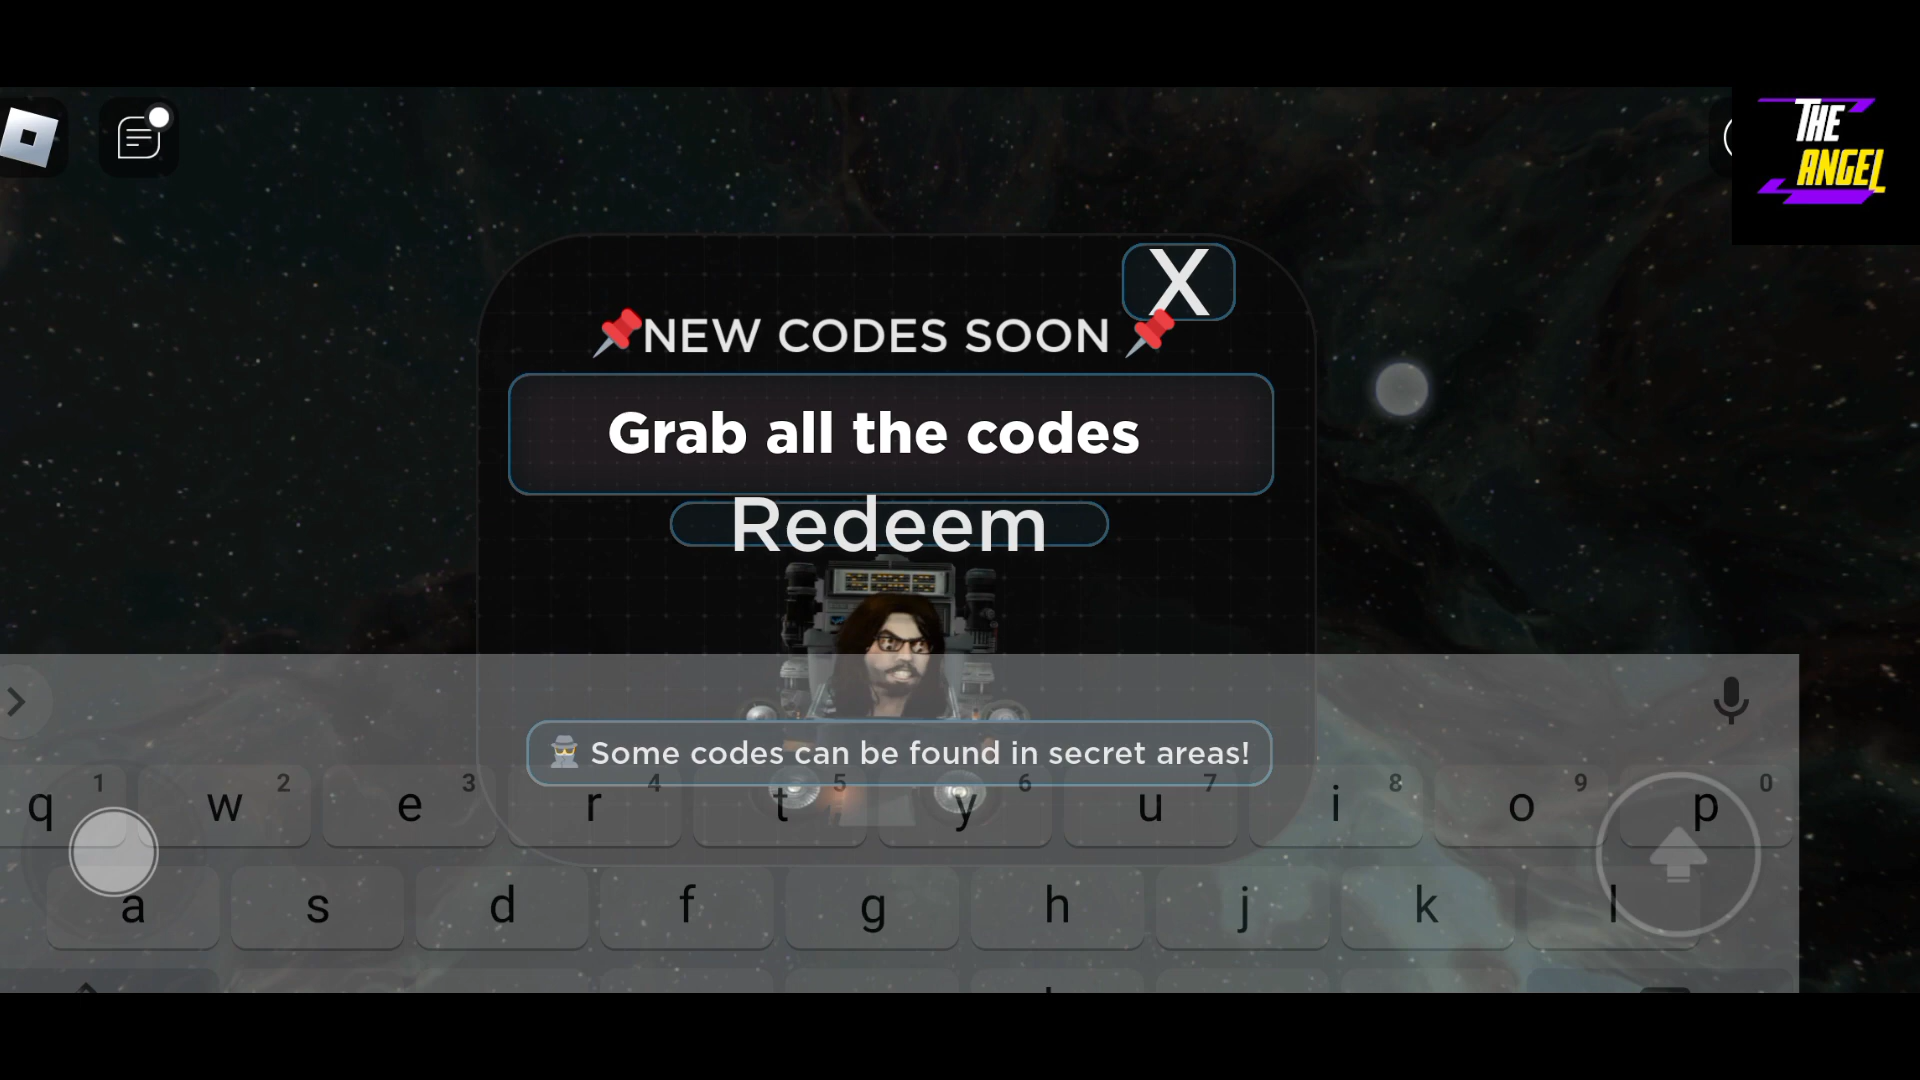 THE
ANGEL
X
📌NEW CODES SOON 📌
Grab all the codes
Redeem
🕵️ Some codes can be found in secret areas!
1 2 3 4 5 6 7 8 9 0
q w e r t y u i o p
a s d f g h j k l